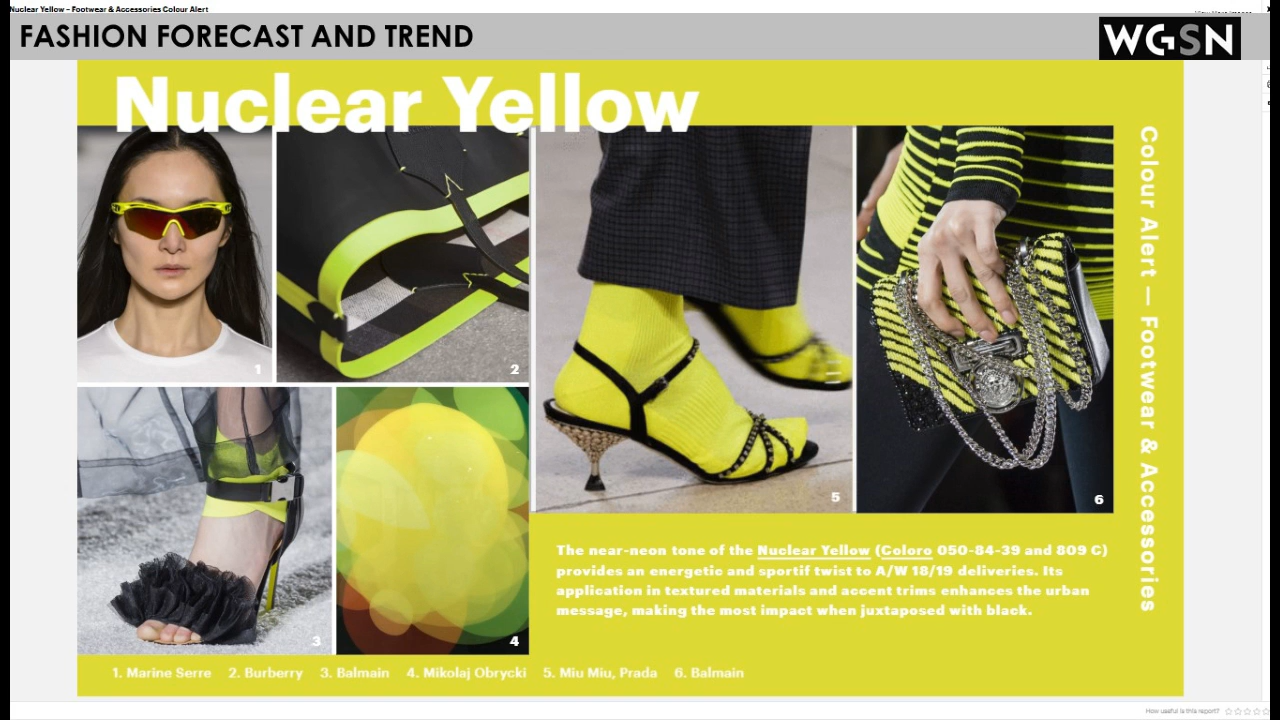 Nuclear Yellow – Footwear & Accessories Colour Alert
FASHION FORECAST AND TREND
WGSN
Nuclear Yellow
Colour Alert — Footwear & Accessories
1
2
3
4
5
6
The near-neon tone of the Nuclear Yellow (Coloro 050-84-39 and 809 C)
provides an energetic and sportif twist to A/W 18/19 deliveries. Its
application in textured materials and accent trims enhances the urban
message, making the most impact when juxtaposed with black.
1. Marine Serre 2. Burberry 3. Balmain 4. Mikolaj Obrycki 5. Miu Miu, Prada 6. Balmain
How useful is this report?